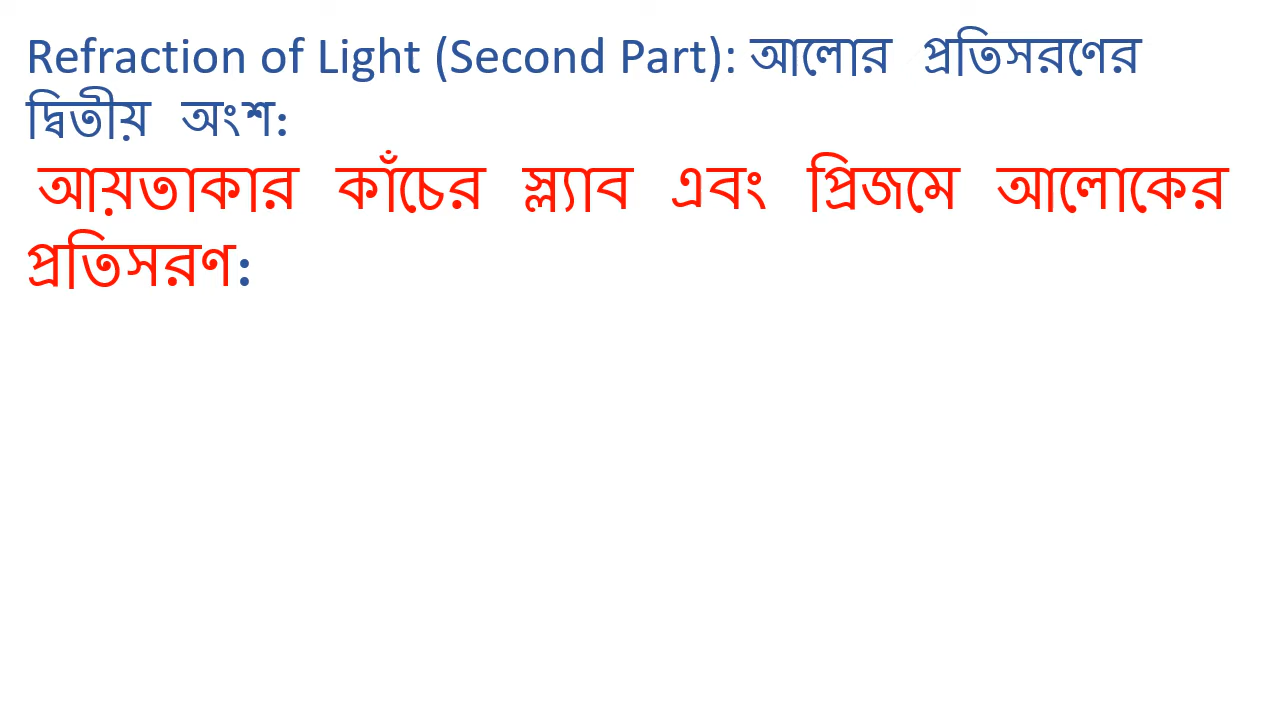 Refraction of Light (Second Part): আলোর প্রতিসরণের
দ্বিতীয় অংশ:
আয়তাকার কাঁচের স্ল্যাব এবং প্রিজমে আলোকের
প্রতিসরণ: